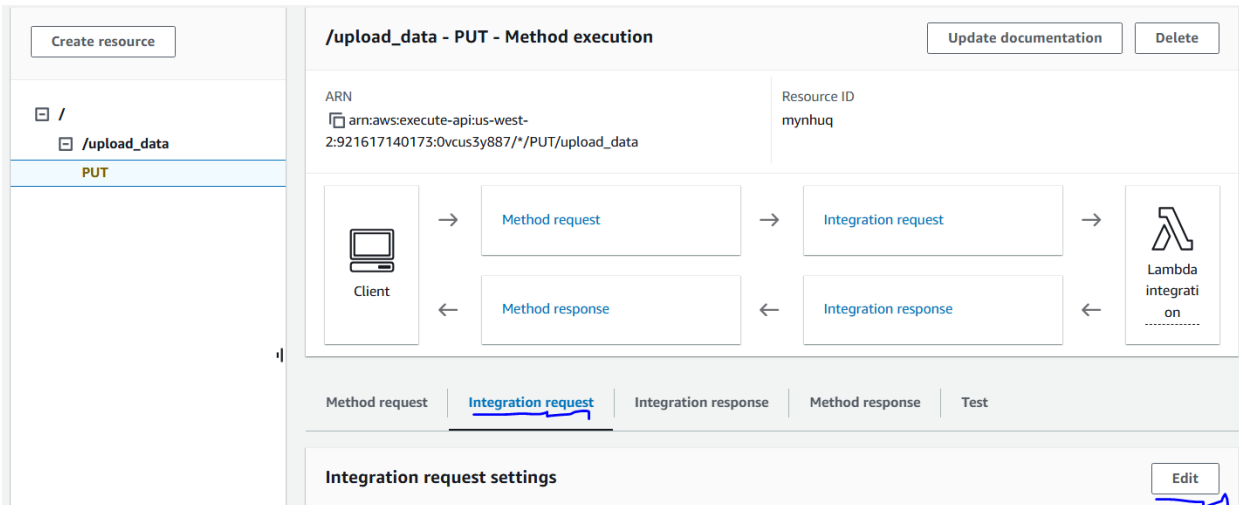 Create resource
/
/upload_data
PUT
/upload_data - PUT - Method execution
Update documentation
Delete
ARN
arn:aws:execute-api:us-west-
2:921617140173:0vcus3y887/*/PUT/upload_data
Resource ID
mynhuq
Client
Method request
Integration request
Method response
Integration response
Lambda
integrati
on
Method request
Integration request
Integration response
Method response
Test
Integration request settings
Edit